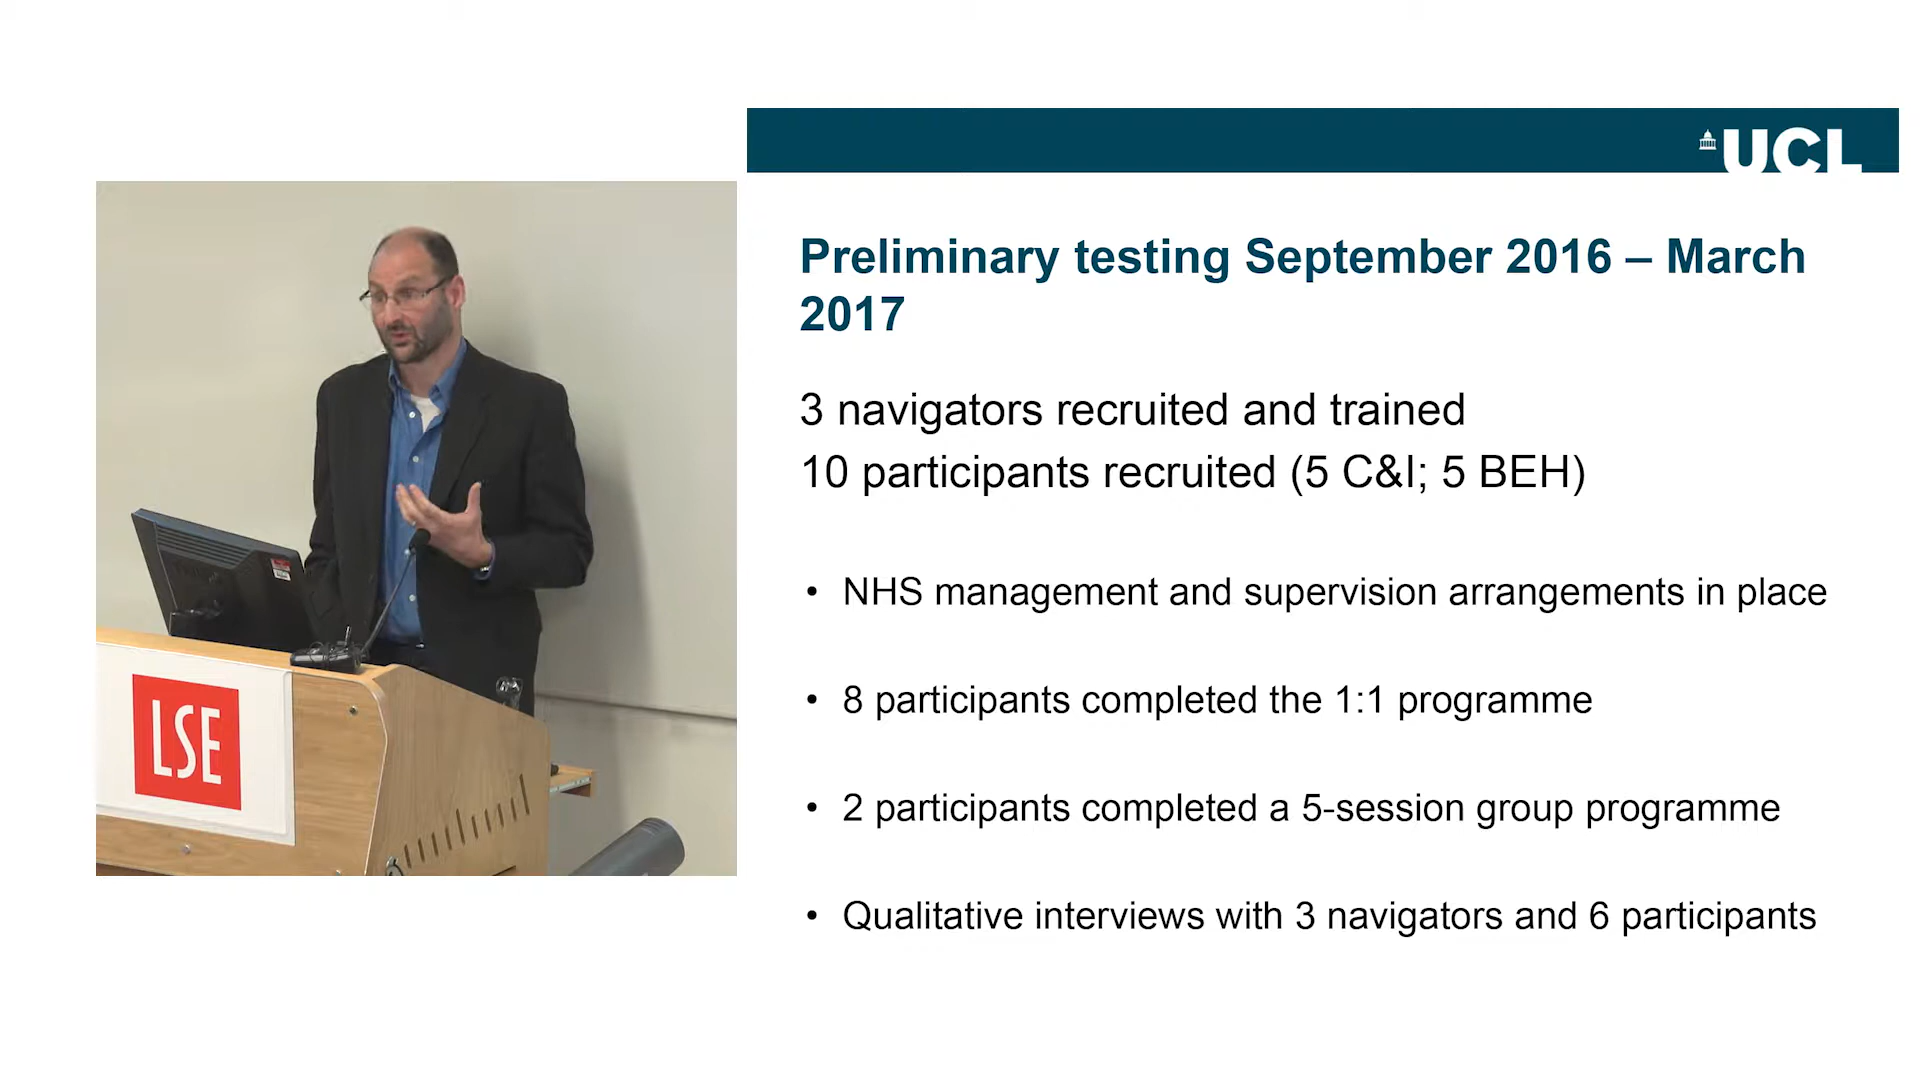 UCL
Preliminary testing September 2016 – March
2017
3 navigators recruited and trained
10 participants recruited (5 C&I; 5 BEH)
• NHS management and supervision arrangements in place
• 8 participants completed the 1:1 programme
• 2 participants completed a 5-session group programme
• Qualitative interviews with 3 navigators and 6 participants
LSE